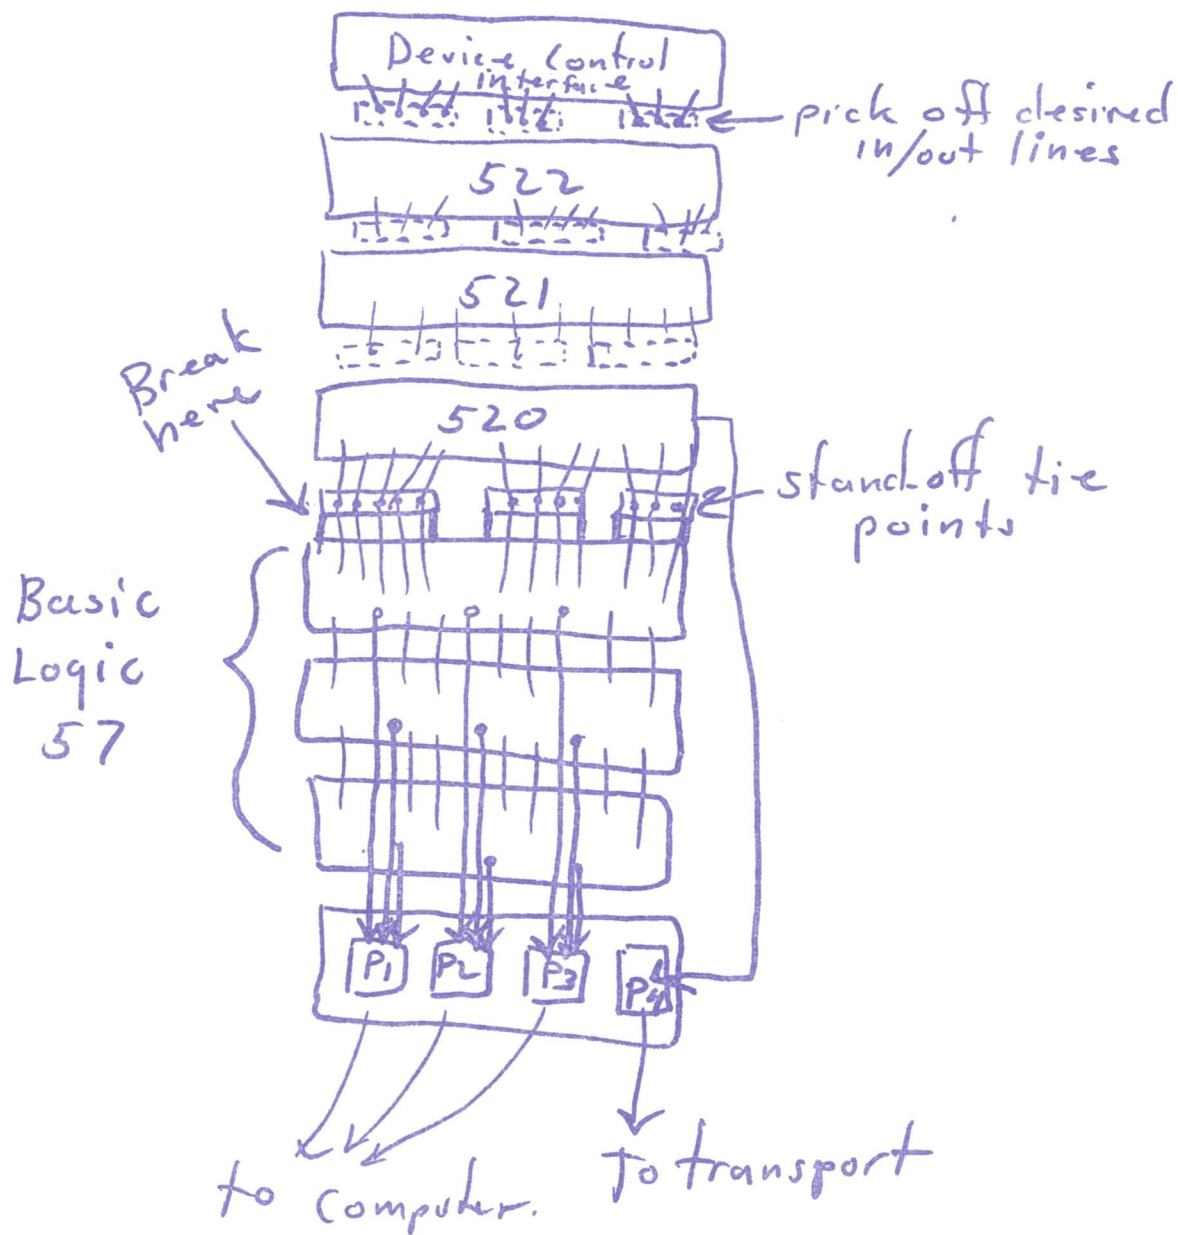 Device Control
interface
pick off desired
in/out lines
522
521
Break
here
520
standoff tie
points
Basic
Logic
57
P1 P2 P3 P4
to computer.
To transport